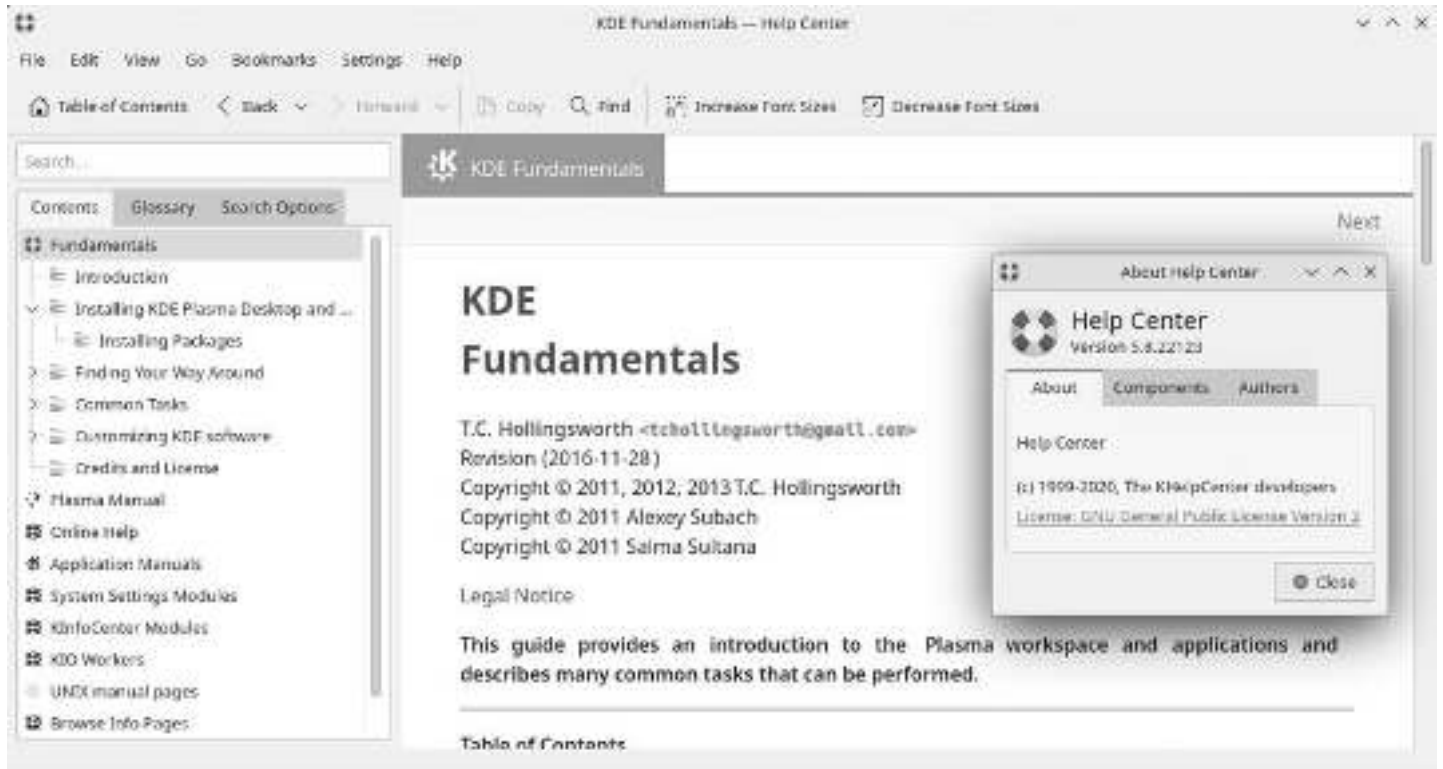 KDE Fundamentals — Help Center
File Edit View Go Bookmarks Settings Help
Table of Contents Back Forward Copy Find Increase Font Sizes Decrease Font Sizes
Search...
Contents Glossary Search Options
Fundamentals
Introduction
Installing KDE Plasma Desktop and ...
Installing Packages
Finding Your Way Around
Common Tasks
Customizing KDE software
Credits and License
Plasma Manual
Online Help
Application Manuals
System Settings Modules
KInfoCenter Modules
KIO Workers
UNIX manual pages
Browse Info Pages
KDE Fundamentals
Next
KDE
Fundamentals
T.C. Hollingsworth <tchollingsworth@gmail.com>
Revision (2016-11-28)
Copyright © 2011, 2012, 2013 T.C. Hollingsworth
Copyright © 2011 Alexey Subach
Copyright © 2011 Salma Sultana
Legal Notice
This guide provides an introduction to the Plasma workspace and applications and
describes many common tasks that can be performed.
Table of Contents
About Help Center
Help Center
Version 5.8.22123
About Components Authors
Help Center
(c) 1999-2020, The KHelpCenter developers
License: GNU General Public License Version 2
Close